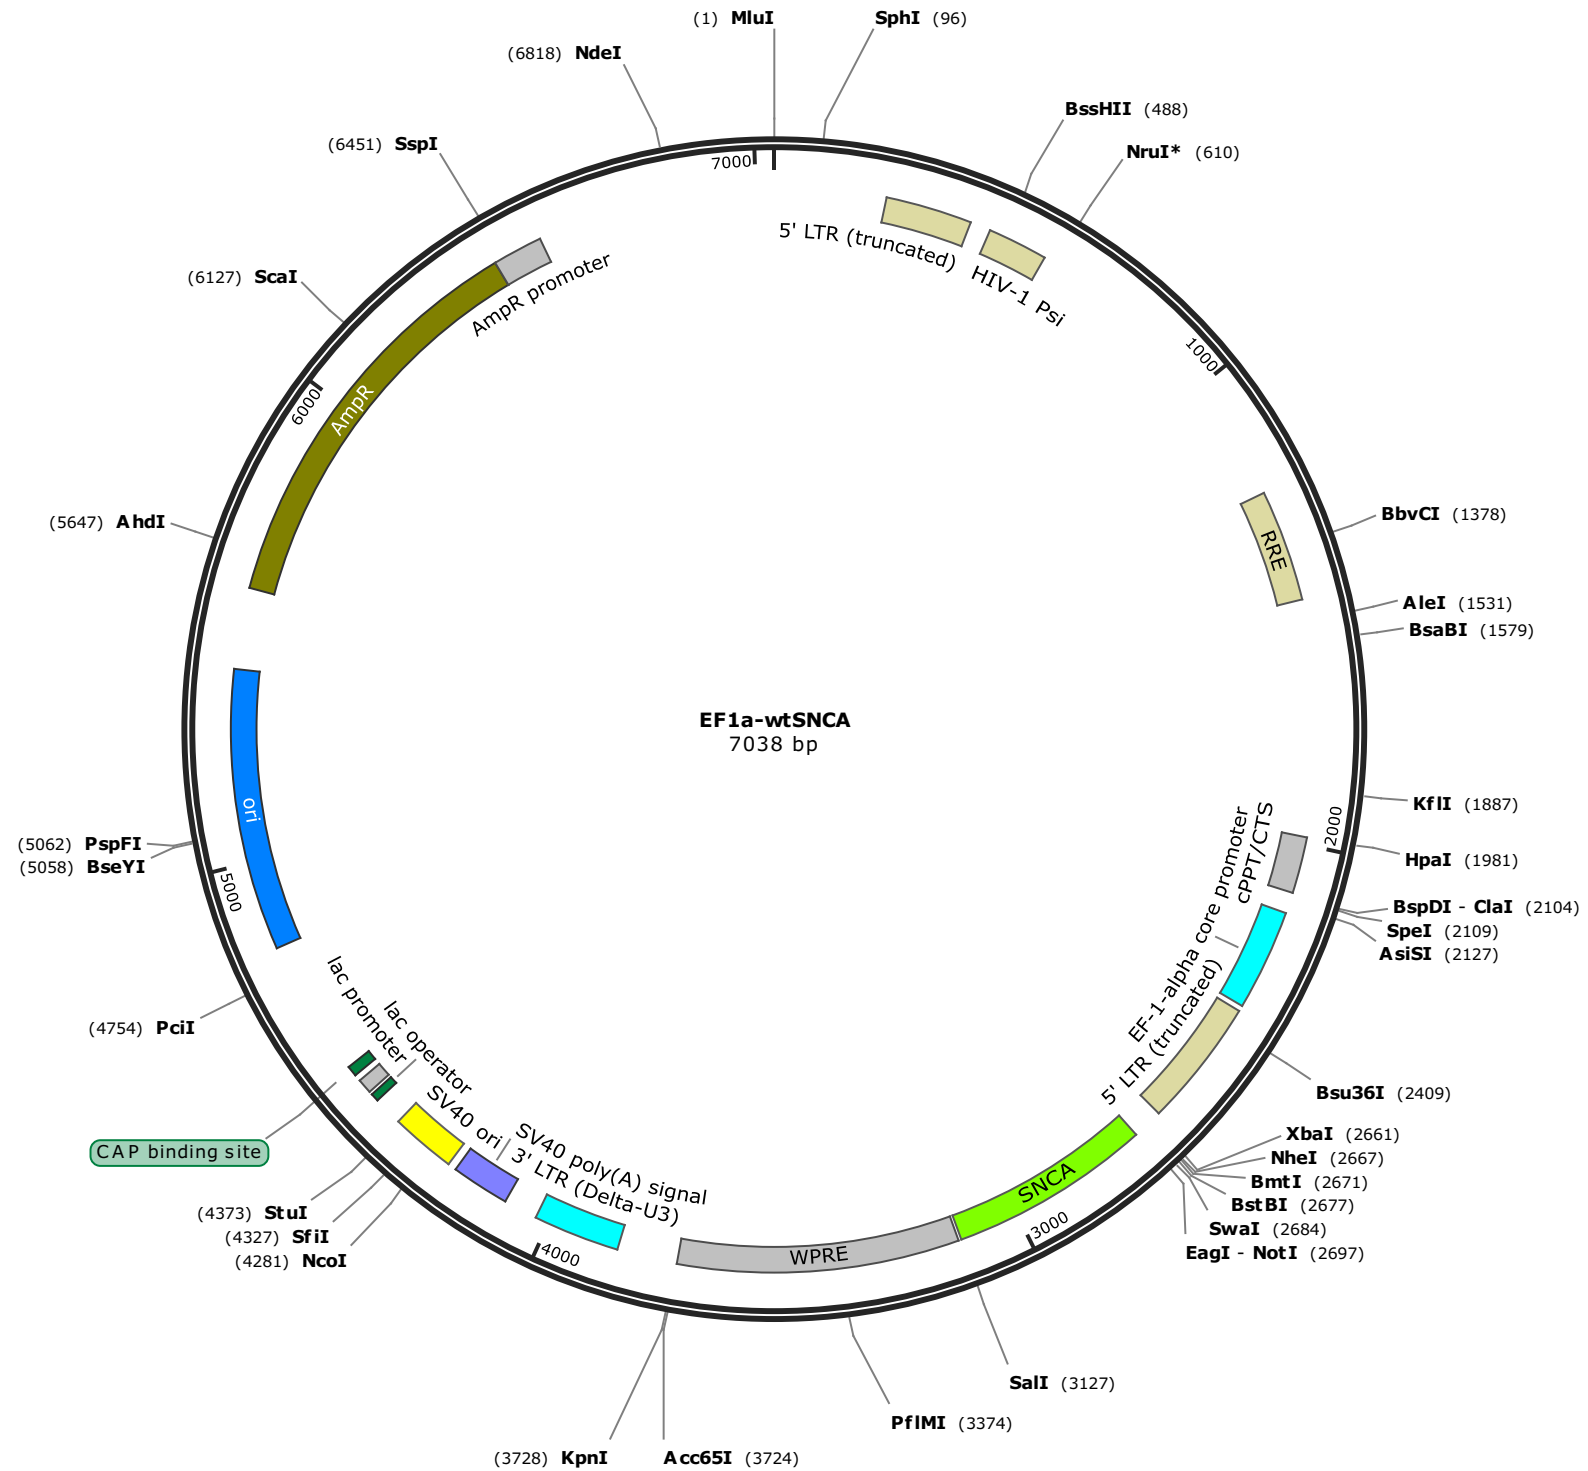 (1) MluI
SphI (96)
(6818) NdeI
BssHII (488)
(6451) SspI
NruI* (610)
7000
5' LTR (truncated)
HIV-1 Psi
AmpR promoter
(6127) ScaI
1000
6000
AmpR
BbvCI (1378)
(5647) AhdI
RRE
AleI (1531)
BsaBI (1579)
EF1a-wtSNCA
7038 bp
KflI (1887)
ori
2000
cPPT/CTS
EF-1-alpha core promoter
(5062) PspFI
(5058) BseYI
HpaI (1981)
5000
BspDI - ClaI (2104)
SpeI (2109)
AsiSI (2127)
5' LTR (truncated)
lac promoter
lac operator
(4754) PciI
Bsu36I (2409)
SV40 ori
SV40 poly(A) signal
3' LTR (Delta-U3)
CAP binding site
XbaI (2661)
NheI (2667)
BmtI (2671)
BstBI (2677)
SwaI (2684)
EagI - NotI (2697)
SNCA
3000
WPRE
4000
(4373) StuI
(4327) SfiI
(4281) NcoI
SalI (3127)
PflMI (3374)
(3728) KpnI
Acc65I (3724)